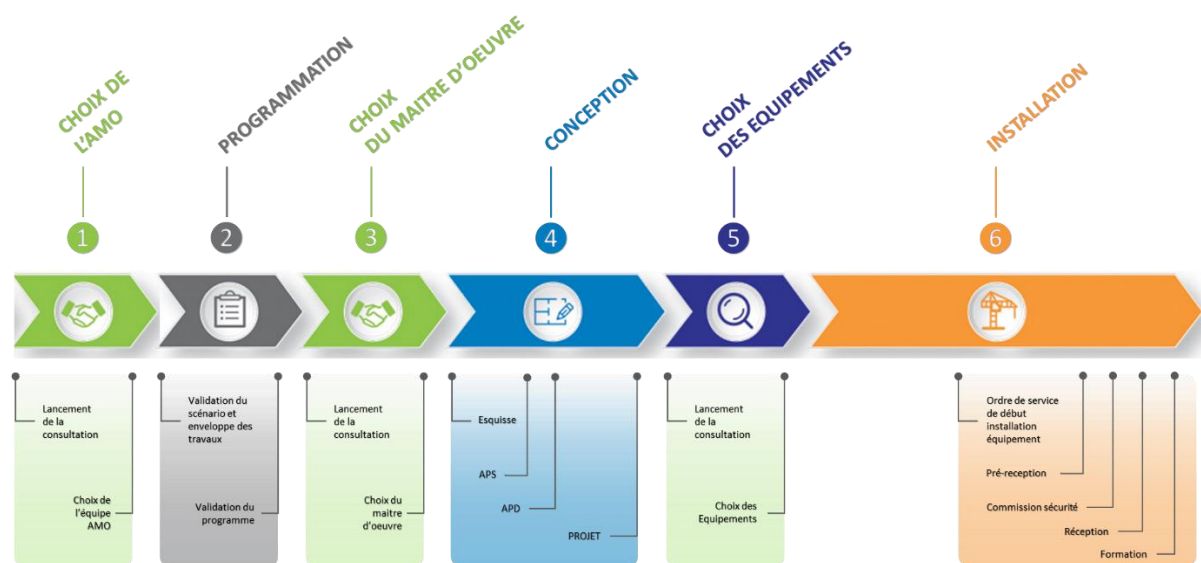 CHOIX DE
L'AMO
PROGRAMMATION
CHOIX
DU MAITRE D'OEUVRE
CONCEPTION
CHOIX
DES EQUIPEMENTS
INSTALLATION
1
2
3
4
5
6
Lancement
de la
consultation
Choix de
l'équipe
AMO
Validation du
scénario et
enveloppe des
travaux
Validation du
programme
Lancement
de la
consultation
Choix du
maitre
d'oeuvre
Esquisse
APS
APD
PROJET
Lancement
de la
consultation
Choix des
Equipements
Ordre de service
de début
installation
équipement
Pré-reception
Commission sécurité
Réception
Formation